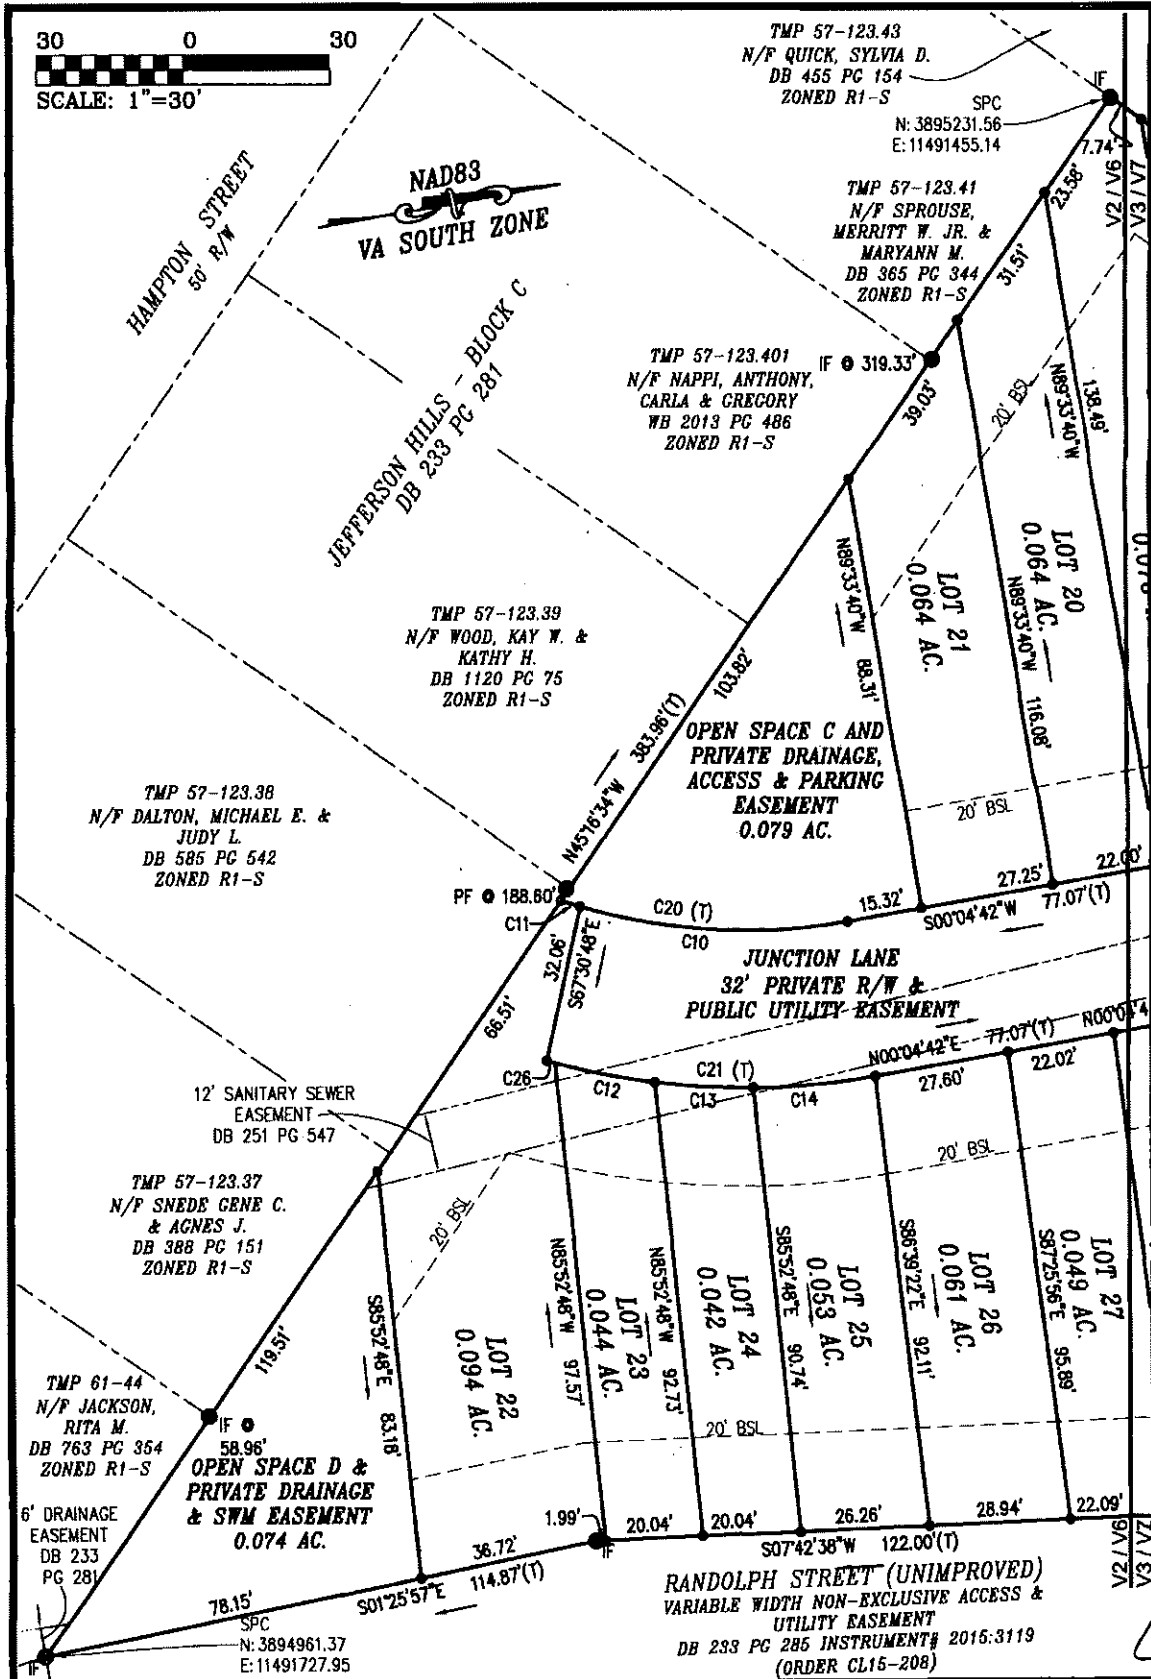 30 0 30
SCALE: 1"=30'
HAMPTON STREET
50' R/W
NAD83
VA SOUTH ZONE
JEFFERSON HILLS - BLOCK C
DB 233 PG 281
TMP 57-123.43
N/F QUICK, SYLVIA D.
DB 455 PG 154
ZONED R1-S
IF
SPC
N: 3895231.56
E: 11491455.14
7.74'
V2 / V6
V3 / V7
23.58'
TMP 57-123.41
N/F SPROUSE,
MERRITT W. JR. &
MARYANN M.
DB 365 PG 344
ZONED R1-S
31.51'
TMP 57-123.401
N/F NAPPI, ANTHONY,
CARLA & GREGORY
WB 2013 PG 486
ZONED R1-S
IF @ 319.33'
39.03'
20' BSL
N89°33'40"W
138.49'
LOT 20
0.064 AC.
N89°33'40"W 116.08'
LOT 21
0.064 AC.
N89°33'40"W 88.31'
TMP 57-123.39
N/F WOOD, KAY W. &
KATHY H.
DB 1120 PG 75
ZONED R1-S
103.82'
N45°16'34"W 383.96'(T)
OPEN SPACE C AND
PRIVATE DRAINAGE,
ACCESS & PARKING
EASEMENT
0.079 AC.
20' BSL
TMP 57-123.38
N/F DALTON, MICHAEL E. &
JUDY L.
DB 585 PG 542
ZONED R1-S
PF @ 188.60'
C11
C20 (T)
C10
15.32'
27.25'
22.00'
S00°04'42"W 77.07'(T)
32.06'
S67°30'48"E
JUNCTION LANE
32' PRIVATE R/W &
PUBLIC UTILITY EASEMENT
66.51'
C26
C12
C21 (T)
C13
C14
N00°04'42"E 77.07'(T)
27.60'
22.02'
N00°04'4
12' SANITARY SEWER
EASEMENT
DB 251 PG 547
20' BSL
20' BSL
TMP 57-123.37
N/F SNEDE GENE C.
& AGNES J.
DB 388 PG 151
ZONED R1-S
119.51'
S85°52'48"E 83.18'
LOT 22
0.094 AC.
N85°52'48"W 97.57'
LOT 23
0.044 AC.
N85°52'48"W 92.73'
LOT 24
0.042 AC.
S85°52'48"E 90.74'
LOT 25
0.053 AC.
S86°39'22"E 92.11'
LOT 26
0.061 AC.
S87°25'56"E 95.89'
LOT 27
0.049 AC.
TMP 61-44
N/F JACKSON,
RITA M.
DB 763 PG 354
ZONED R1-S
IF @
58.96'
OPEN SPACE D &
PRIVATE DRAINAGE
& SWM EASEMENT
0.074 AC.
20' BSL
6' DRAINAGE
EASEMENT
DB 233
PG 281
1.99'
IF
20.04'
20.04'
26.26'
28.94'
22.09'
S07°42'38"W 122.00'(T)
36.72'
S01°25'57"E 114.87'(T)
78.15'
SPC
N: 3894961.37
E: 11491727.95
IF
RANDOLPH STREET (UNIMPROVED)
VARIABLE WIDTH NON-EXCLUSIVE ACCESS &
UTILITY EASEMENT
DB 233 PG 285 INSTRUMENT# 2015:3119
(ORDER CL15-208)
V2 / V6
V3 / V7